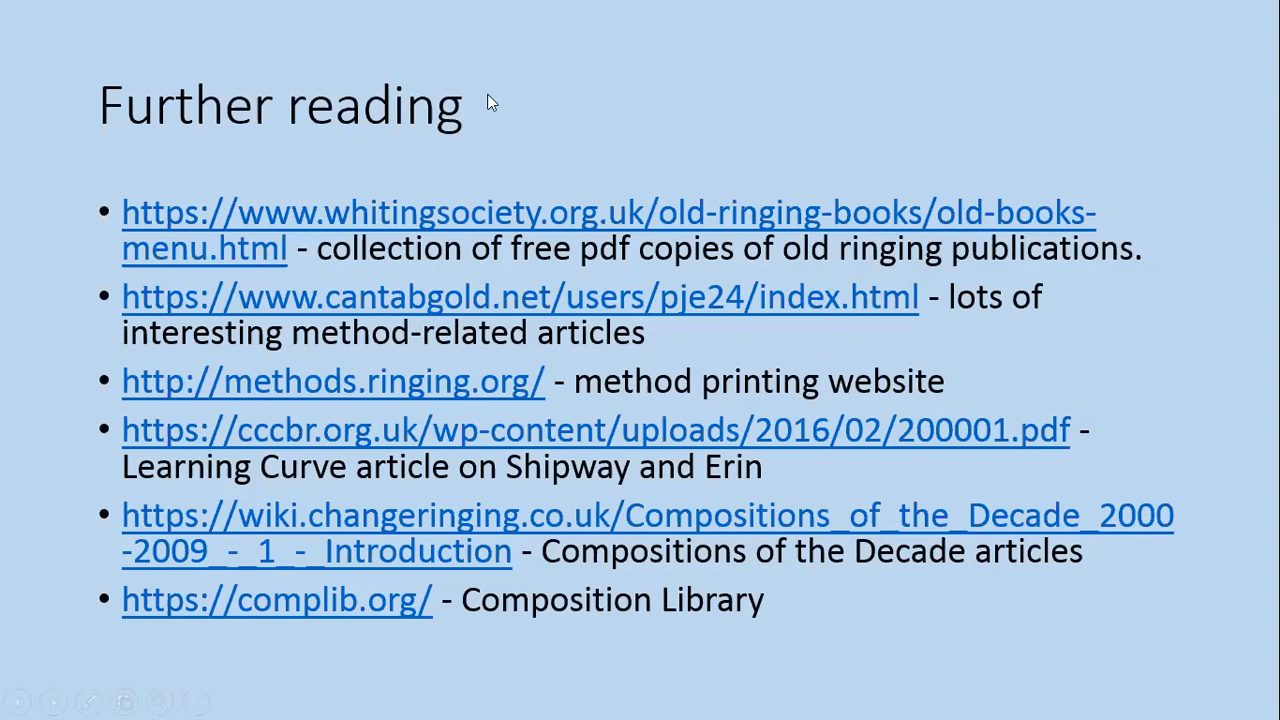 Further reading
• https://www.whitingsociety.org.uk/old-ringing-books/old-books-
menu.html - collection of free pdf copies of old ringing publications.
• https://www.cantabgold.net/users/pje24/index.html - lots of
interesting method-related articles
• http://methods.ringing.org/ - method printing website
• https://cccbr.org.uk/wp-content/uploads/2016/02/200001.pdf -
Learning Curve article on Shipway and Erin
• https://wiki.changeringing.co.uk/Compositions_of_the_Decade_2000
-2009_-_1_-_Introduction - Compositions of the Decade articles
• https://complib.org/ - Composition Library